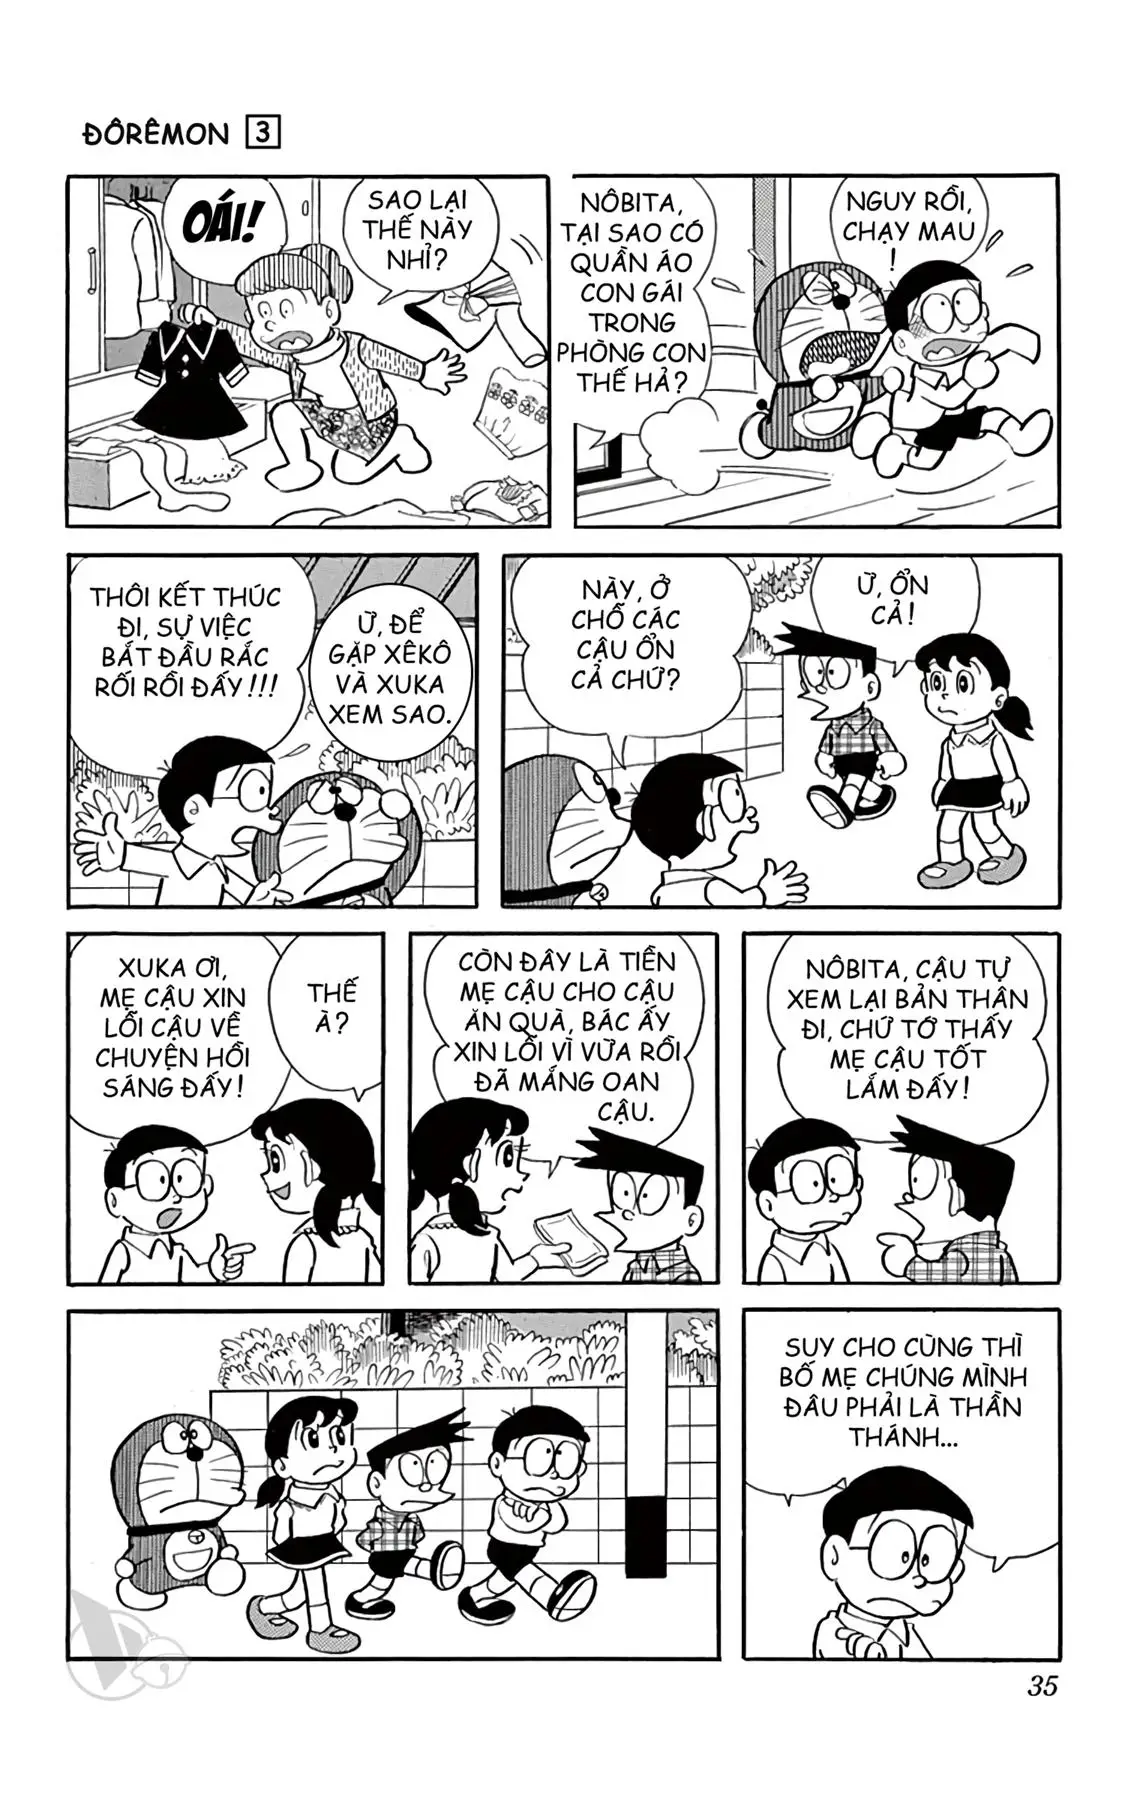 ĐÔRÊMON 3
OÁI!
SAO LẠI
THẾ NÀY
NHỈ?
NÔBITA,
TẠI SAO CÓ
QUẦN ÁO
CON GÁI
TRONG
PHÒNG CON
THẾ HẢ?
NGUY RỒI,
CHẠY MAU
!
THÔI KẾT THÚC
ĐI, SỰ VIỆC
BẮT ĐẦU RẮC
RỐI RỒI ĐẤY!!!
Ừ, ĐỂ
GẶP XÊKÔ
VÀ XUKA
XEM SAO.
NÀY, Ở
CHỖ CÁC
CẬU ỔN
CẢ CHỨ?
Ừ, ỔN
CẢ!
XUKA ƠI,
MẸ CẬU XIN
LỖI CẬU VỀ
CHUYỆN HỒI
SÁNG ĐẤY!
THẾ
À?
CÒN ĐÂY LÀ TIỀN
MẸ CẬU CHO CẬU
ĂN QUÀ, BÁC ẤY
XIN LỖI VÌ VỪA RỒI
ĐÃ MẮNG OAN
CẬU.
NÔBITA, CẬU TỰ
XEM LẠI BẢN THÂN
ĐI, CHỨ TỚ THẤY
MẸ CẬU TỐT
LẮM ĐẤY!
SUY CHO CÙNG THÌ
BỐ MẸ CHÚNG MÌNH
ĐÂU PHẢI LÀ THẦN
THÁNH...
35